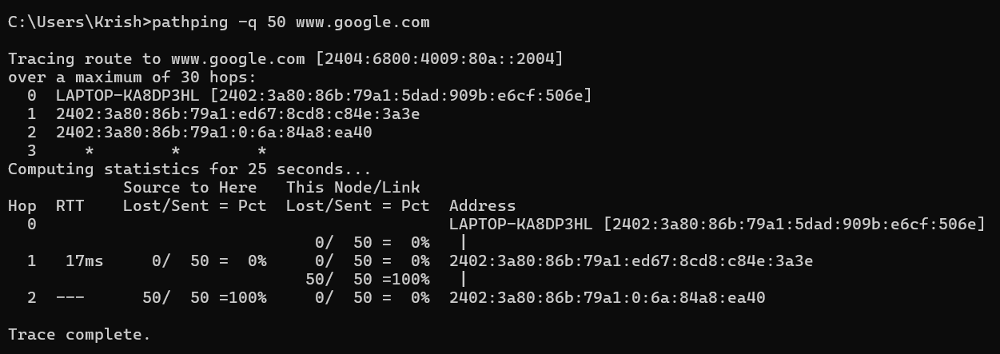 C:\Users\Krish>pathping -q 50 www.google.com
Tracing route to www.google.com [2404:6800:4009:80a::2004]
over a maximum of 30 hops:
  0  LAPTOP-KA8DP3HL [2402:3a80:86b:79a1:5dad:909b:e6cf:506e]
  1  2402:3a80:86b:79a1:ed67:8cd8:c84e:3a3e
  2  2402:3a80:86b:79a1:0:6a:84a8:ea40
  3     *        *        *
Computing statistics for 25 seconds...
            Source to Here   This Node/Link
Hop  RTT    Lost/Sent = Pct  Lost/Sent = Pct  Address
  0                                           LAPTOP-KA8DP3HL [2402:3a80:86b:79a1:5dad:909b:e6cf:506e]
                                0/  50 =  0%   |
  1   17ms     0/  50 =  0%     0/  50 =  0%  2402:3a80:86b:79a1:ed67:8cd8:c84e:3a3e
                               50/  50 =100%   |
  2  ---      50/  50 =100%     0/  50 =  0%  2402:3a80:86b:79a1:0:6a:84a8:ea40
Trace complete.